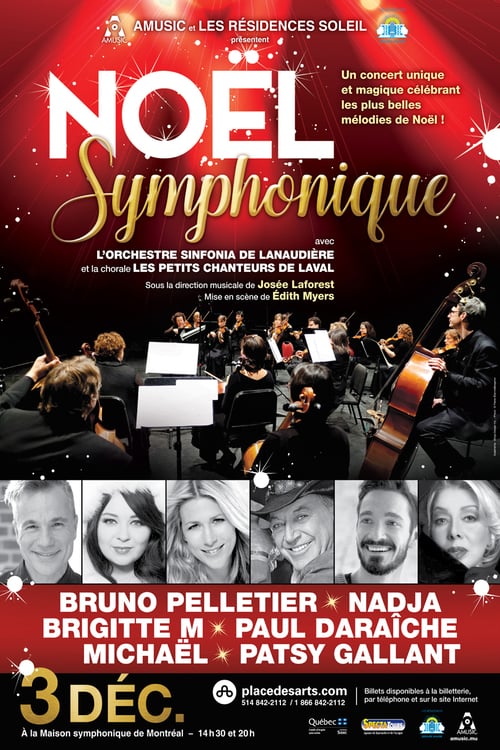 AMUSIC
AMUSIC ET LES RÉSIDENCES SOLEIL
présentent
NOËL
Symphonique
Un concert unique
et magique célébrant
les plus belles
mélodies de Noël !
avec
L'ORCHESTRE SINFONIA DE LANAUDIÈRE
et la chorale LES PETITS CHANTEURS DE LAVAL
Sous la direction musicale de Josée Laforest
Mise en scène de Édith Myers
BRUNO PELLETIER NADJA
BRIGITTE M PAUL DARAÎCHE
MICHAËL PATSY GALLANT
3 DÉC.
À la Maison symphonique de Montréal - 14h30 et 20h
placedesarts.com
514 842-2112 / 1 866 842-2112
Billets disponibles à la billetterie,
par téléphone et sur le site Internet
Québec
SPECTATOURS
AMUSIC
amusic.mu